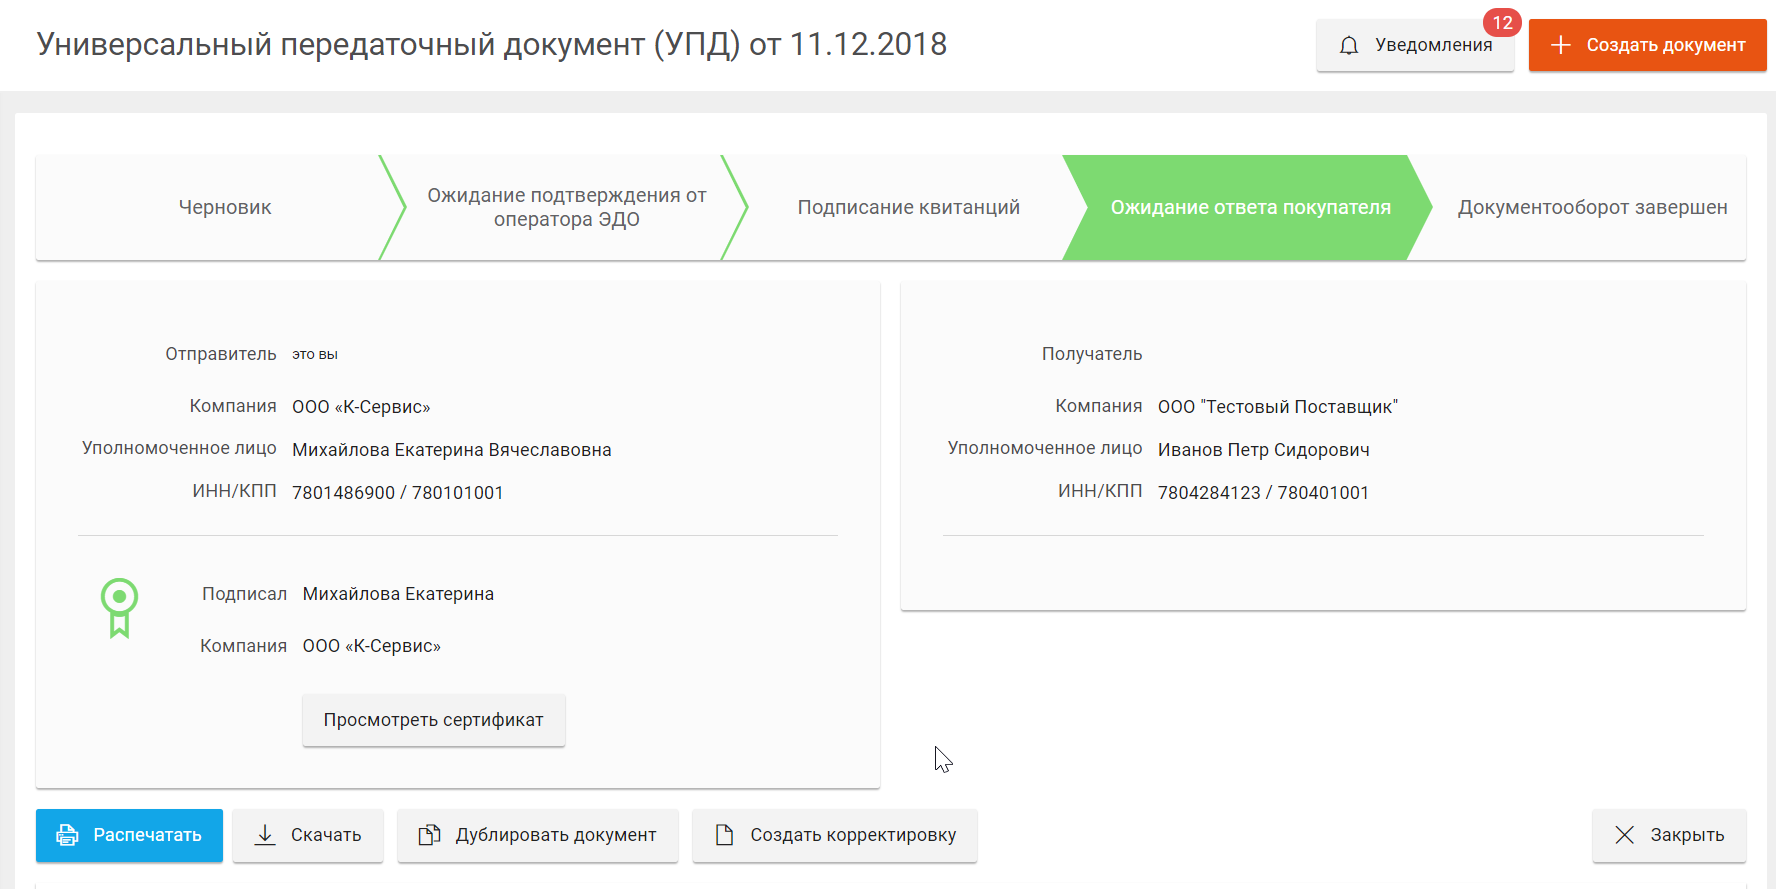 Универсальный передаточный документ (УПД) от 11.12.2018
Уведомления
12
Создать документ
Черновик
Ожидание подтверждения от
оператора ЭДО
Подписание квитанций
Ожидание ответа покупателя
Документооборот завершен
Отправитель это вы
Компания ООО «К-Сервис»
Уполномоченное лицо Михайлова Екатерина Вячеславовна
ИНН/КПП 7801486900 / 780101001
Подписал Михайлова Екатерина
Компания ООО «К-Сервис»
Просмотреть сертификат
Получатель
Компания ООО "Тестовый Поставщик"
Уполномоченное лицо Иванов Петр Сидорович
ИНН/КПП 7804284123 / 780401001
Распечатать
Скачать
Дублировать документ
Создать корректировку
Закрыть